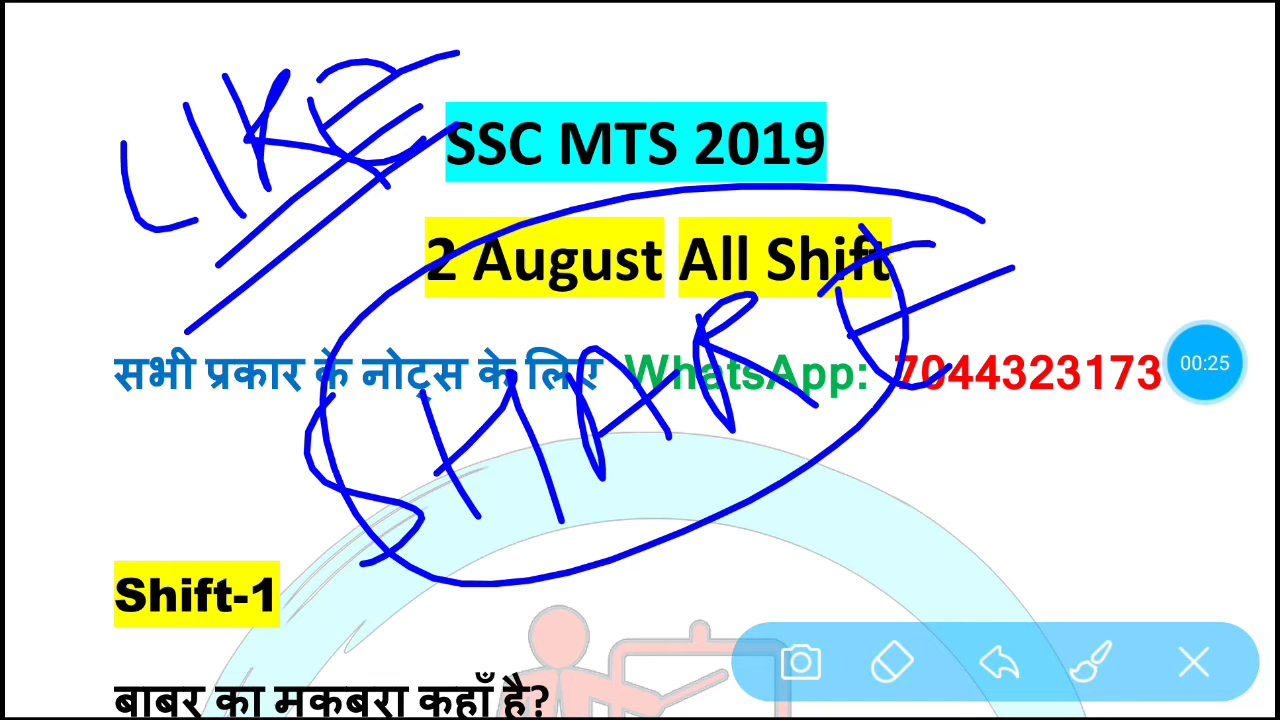 LIKE
SSC MTS 2019
2 August All Shift
सभी प्रकार के नोट्स के लिए WhatsApp: 7044323173
00:25
SHARE
Shift-1
बाबर का मकबरा कहाँ है?